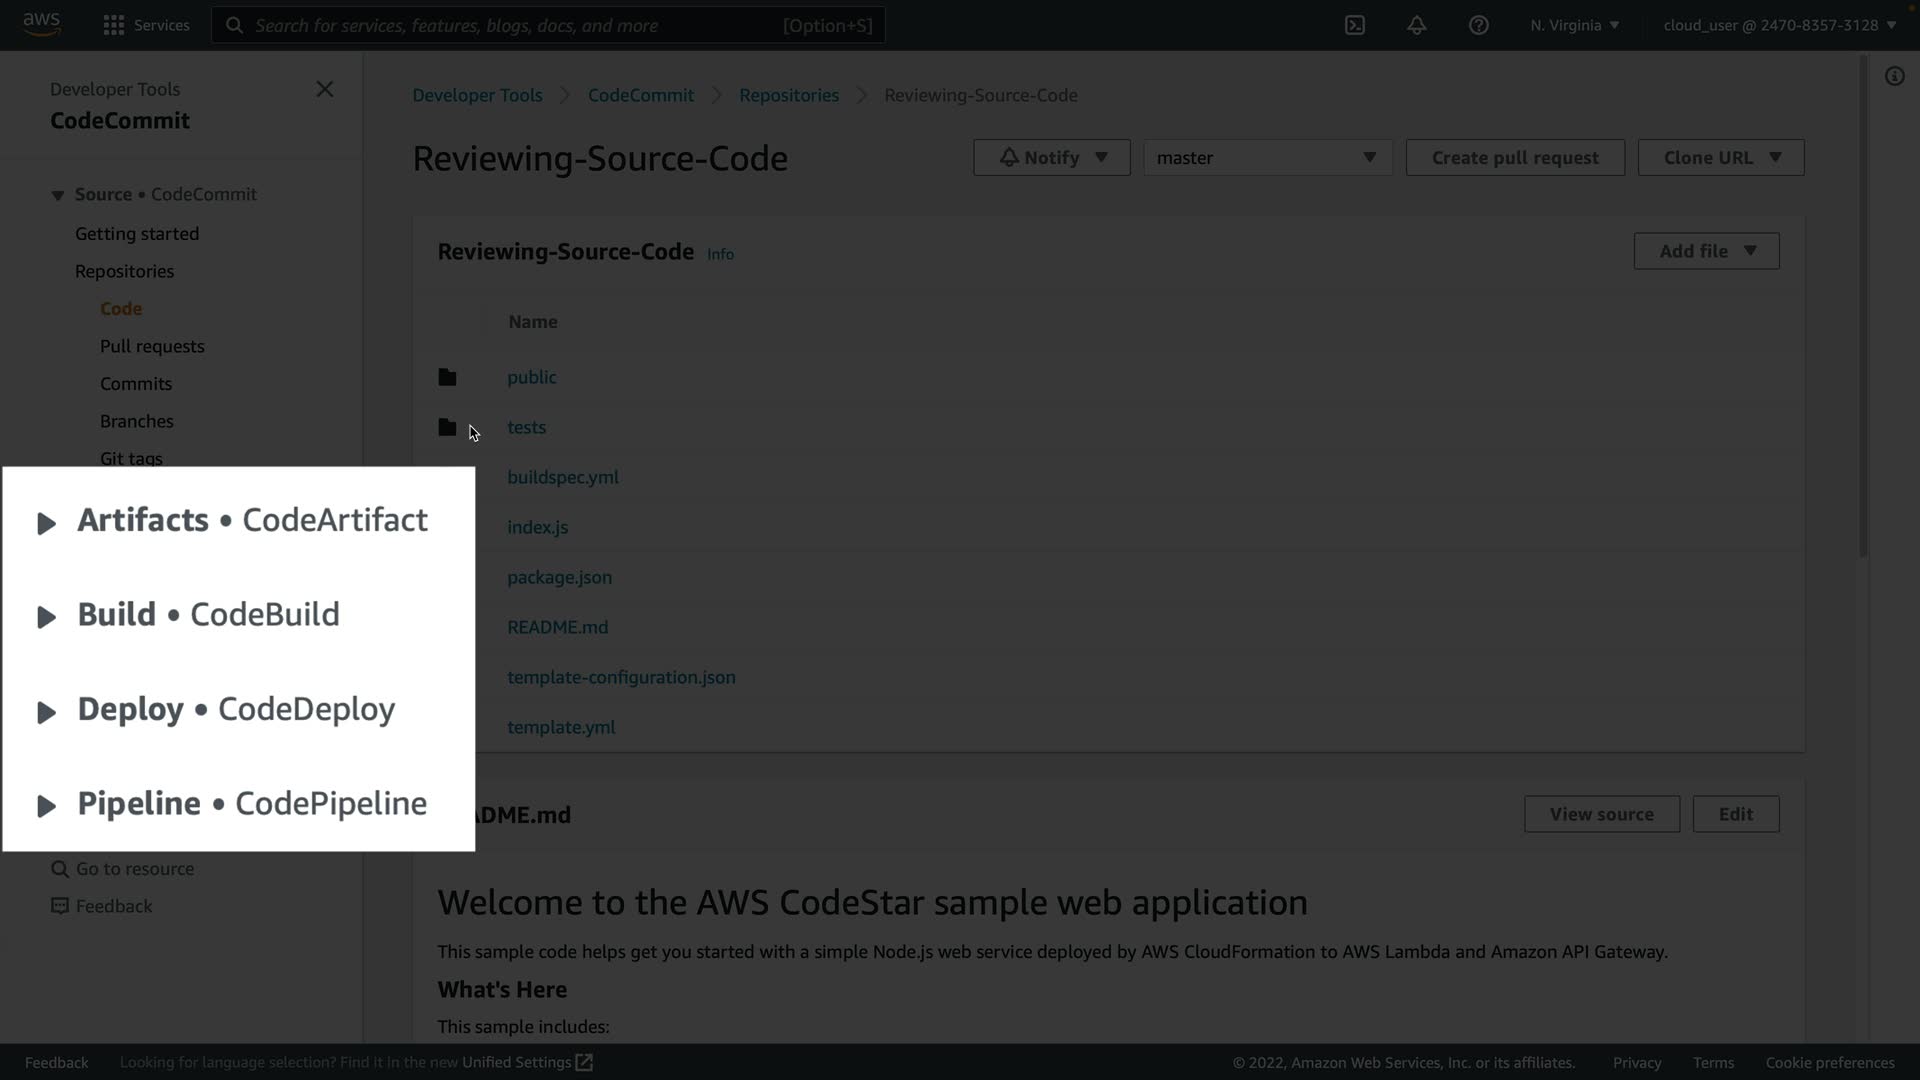 aws
Services
Search for services, features, blogs, docs, and more
[Option+S]
N. Virginia
cloud_user @ 2470-8357-3128
Developer Tools
CodeCommit
Source • CodeCommit
Getting started
Repositories
Code
Pull requests
Commits
Branches
Git tags
Artifacts • CodeArtifact
Build • CodeBuild
Deploy • CodeDeploy
Pipeline • CodePipeline
Go to resource
Feedback
Developer Tools
CodeCommit
Repositories
Reviewing-Source-Code
Reviewing-Source-Code
Notify
master
Create pull request
Clone URL
Reviewing-Source-Code Info
Add file
Name
public
tests
buildspec.yml
index.js
package.json
README.md
template-configuration.json
template.yml
ADME.md
View source
Edit
Welcome to the AWS CodeStar sample web application
This sample code helps get you started with a simple Node.js web service deployed by AWS CloudFormation to AWS Lambda and Amazon API Gateway.
What's Here
This sample includes:
Feedback
Looking for language selection? Find it in the new Unified Settings
© 2022, Amazon Web Services, Inc. or its affiliates.
Privacy
Terms
Cookie preferences